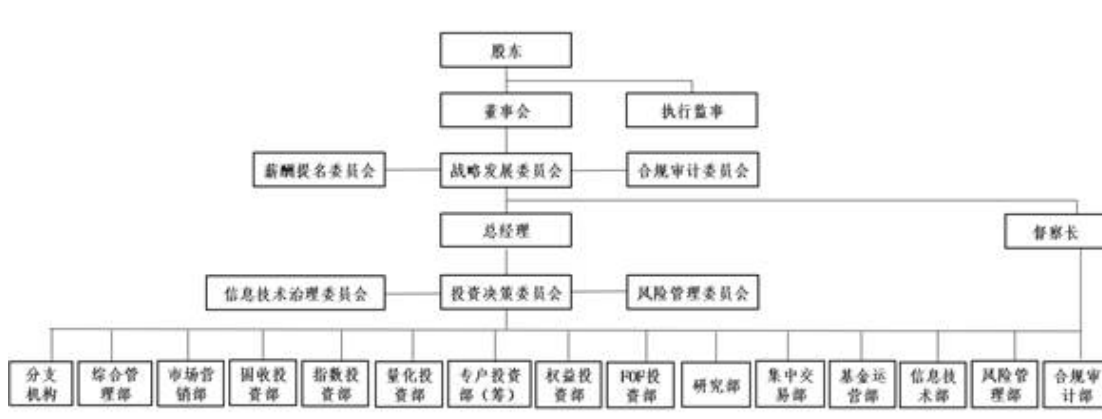 股东
董事会
执行监事
薪酬提名委员会
战略发展委员会
合规审计委员会
总经理
督察长
信息技术治理委员会
投资决策委员会
风险管理委员会
分支
机构
综合管
理部
市场营
销部
固收投
资部
指数投
资部
量化投
资部
专户投资
部（筹）
权益投
资部
FOF投
资部
研究部
集中交
易部
基金运
营部
信息技
术部
风险管
理部
合规审
计部